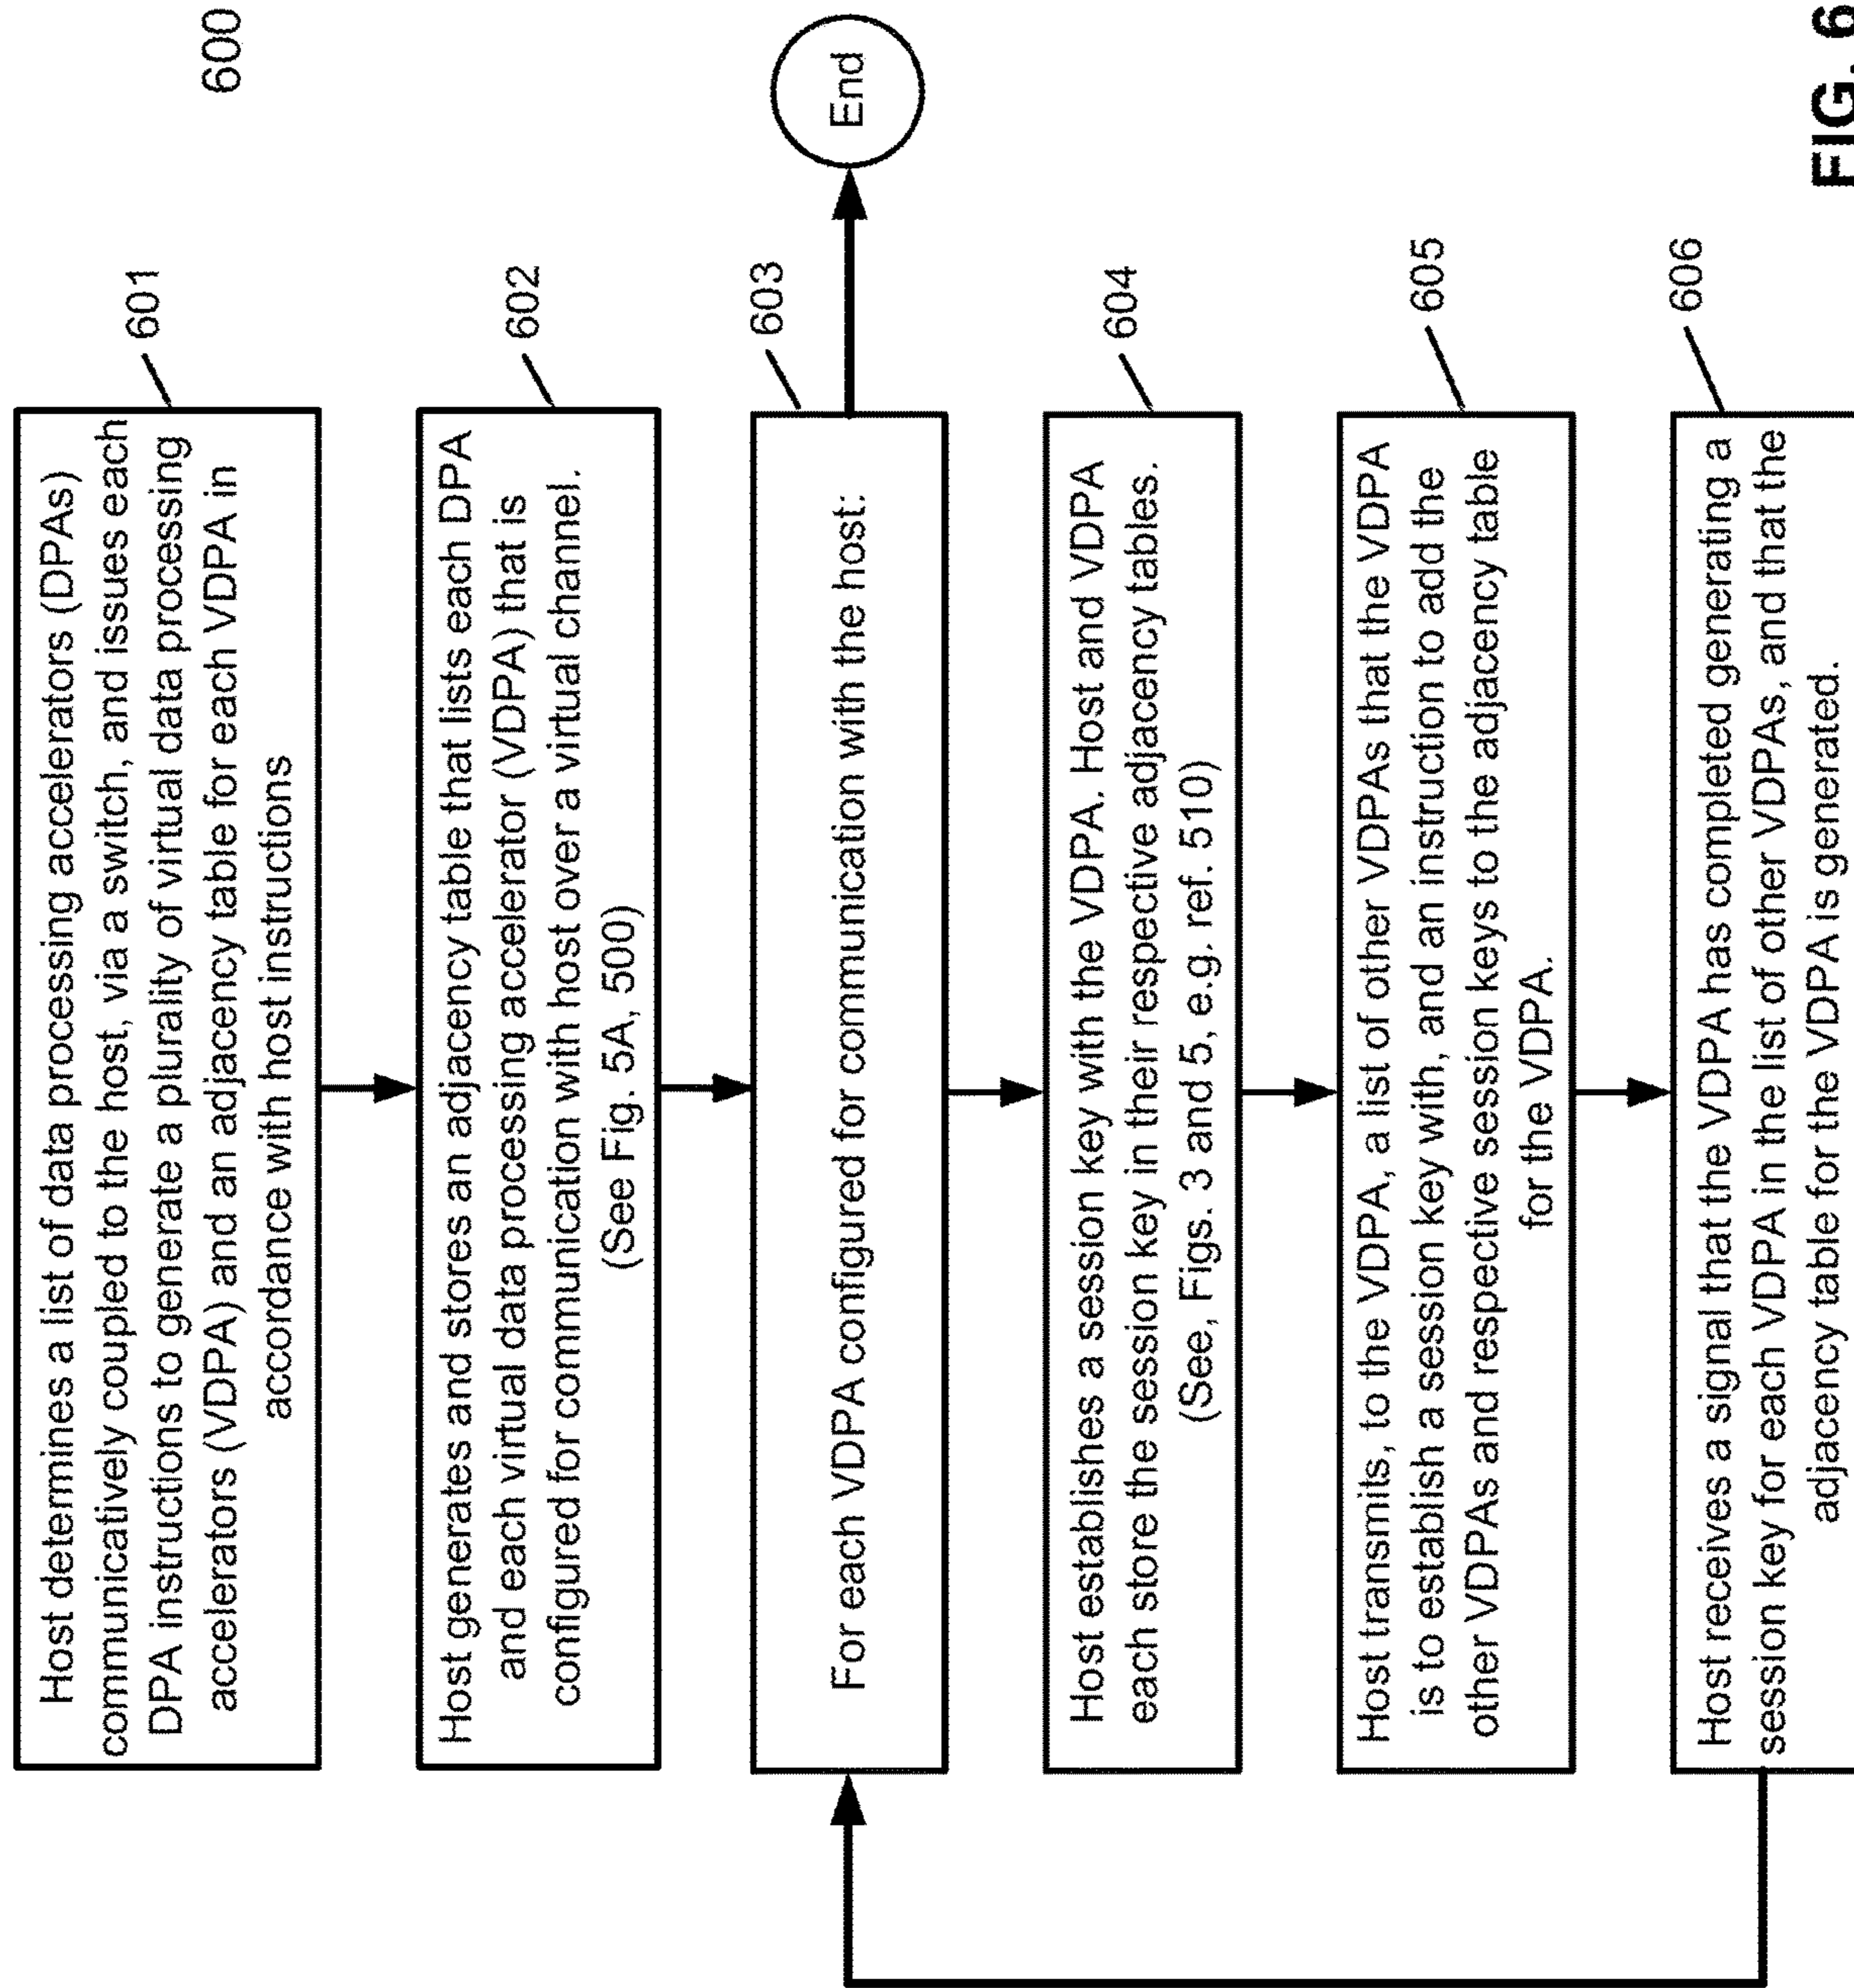 600
Host determines a list of data processing accelerators (DPAs)
communicatively coupled to the host, via a switch, and issues each
DPA instructions to generate a plurality of virtual data processing
accelerators (VDPA) and an adjacency table for each VDPA in
accordance with host instructions
601
Host generates and stores an adjacency table that lists each DPA
and each virtual data processing accelerator (VDPA) that is
configured for communication with host over a virtual channel.
(See Fig. 5A, 500)
602
For each VDPA configured for communication with the host:
603
End
Host establishes a session key with the VDPA. Host and VDPA
each store the session key in their respective adjacency tables.
(See, Figs. 3 and 5, e.g. ref. 510)
604
Host transmits, to the VDPA, a list of other VDPAs that the VDPA
is to establish a session key with, and an instruction to add the
other VDPAs and respective session keys to the adjacency table
for the VDPA.
605
Host receives a signal that the VDPA has completed generating a
session key for each VDPA in the list of other VDPAs, and that the
adjacency table for the VDPA is generated.
606
FIG. 6